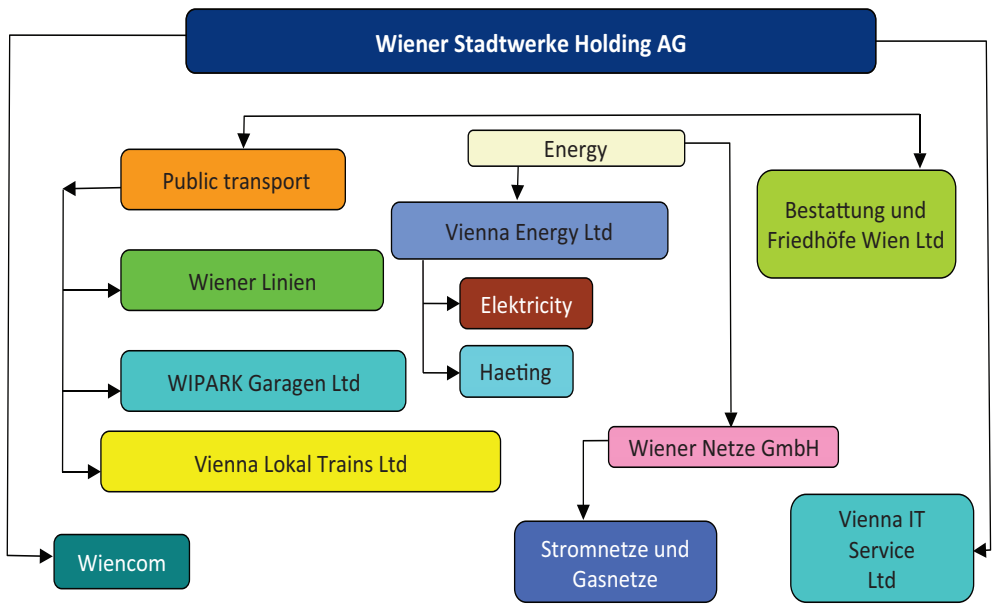 Wiener Stadtwerke Holding AG
Energy
Public transport
Bestattung und
Friedhöfe Wien Ltd
Vienna Energy Ltd
Wiener Linien
Elektricity
Haeting
WIPARK Garagen Ltd
Wiener Netze GmbH
Vienna Lokal Trains Ltd
Vienna IT
Service
Ltd
Stromnetze und
Gasnetze
Wiencom